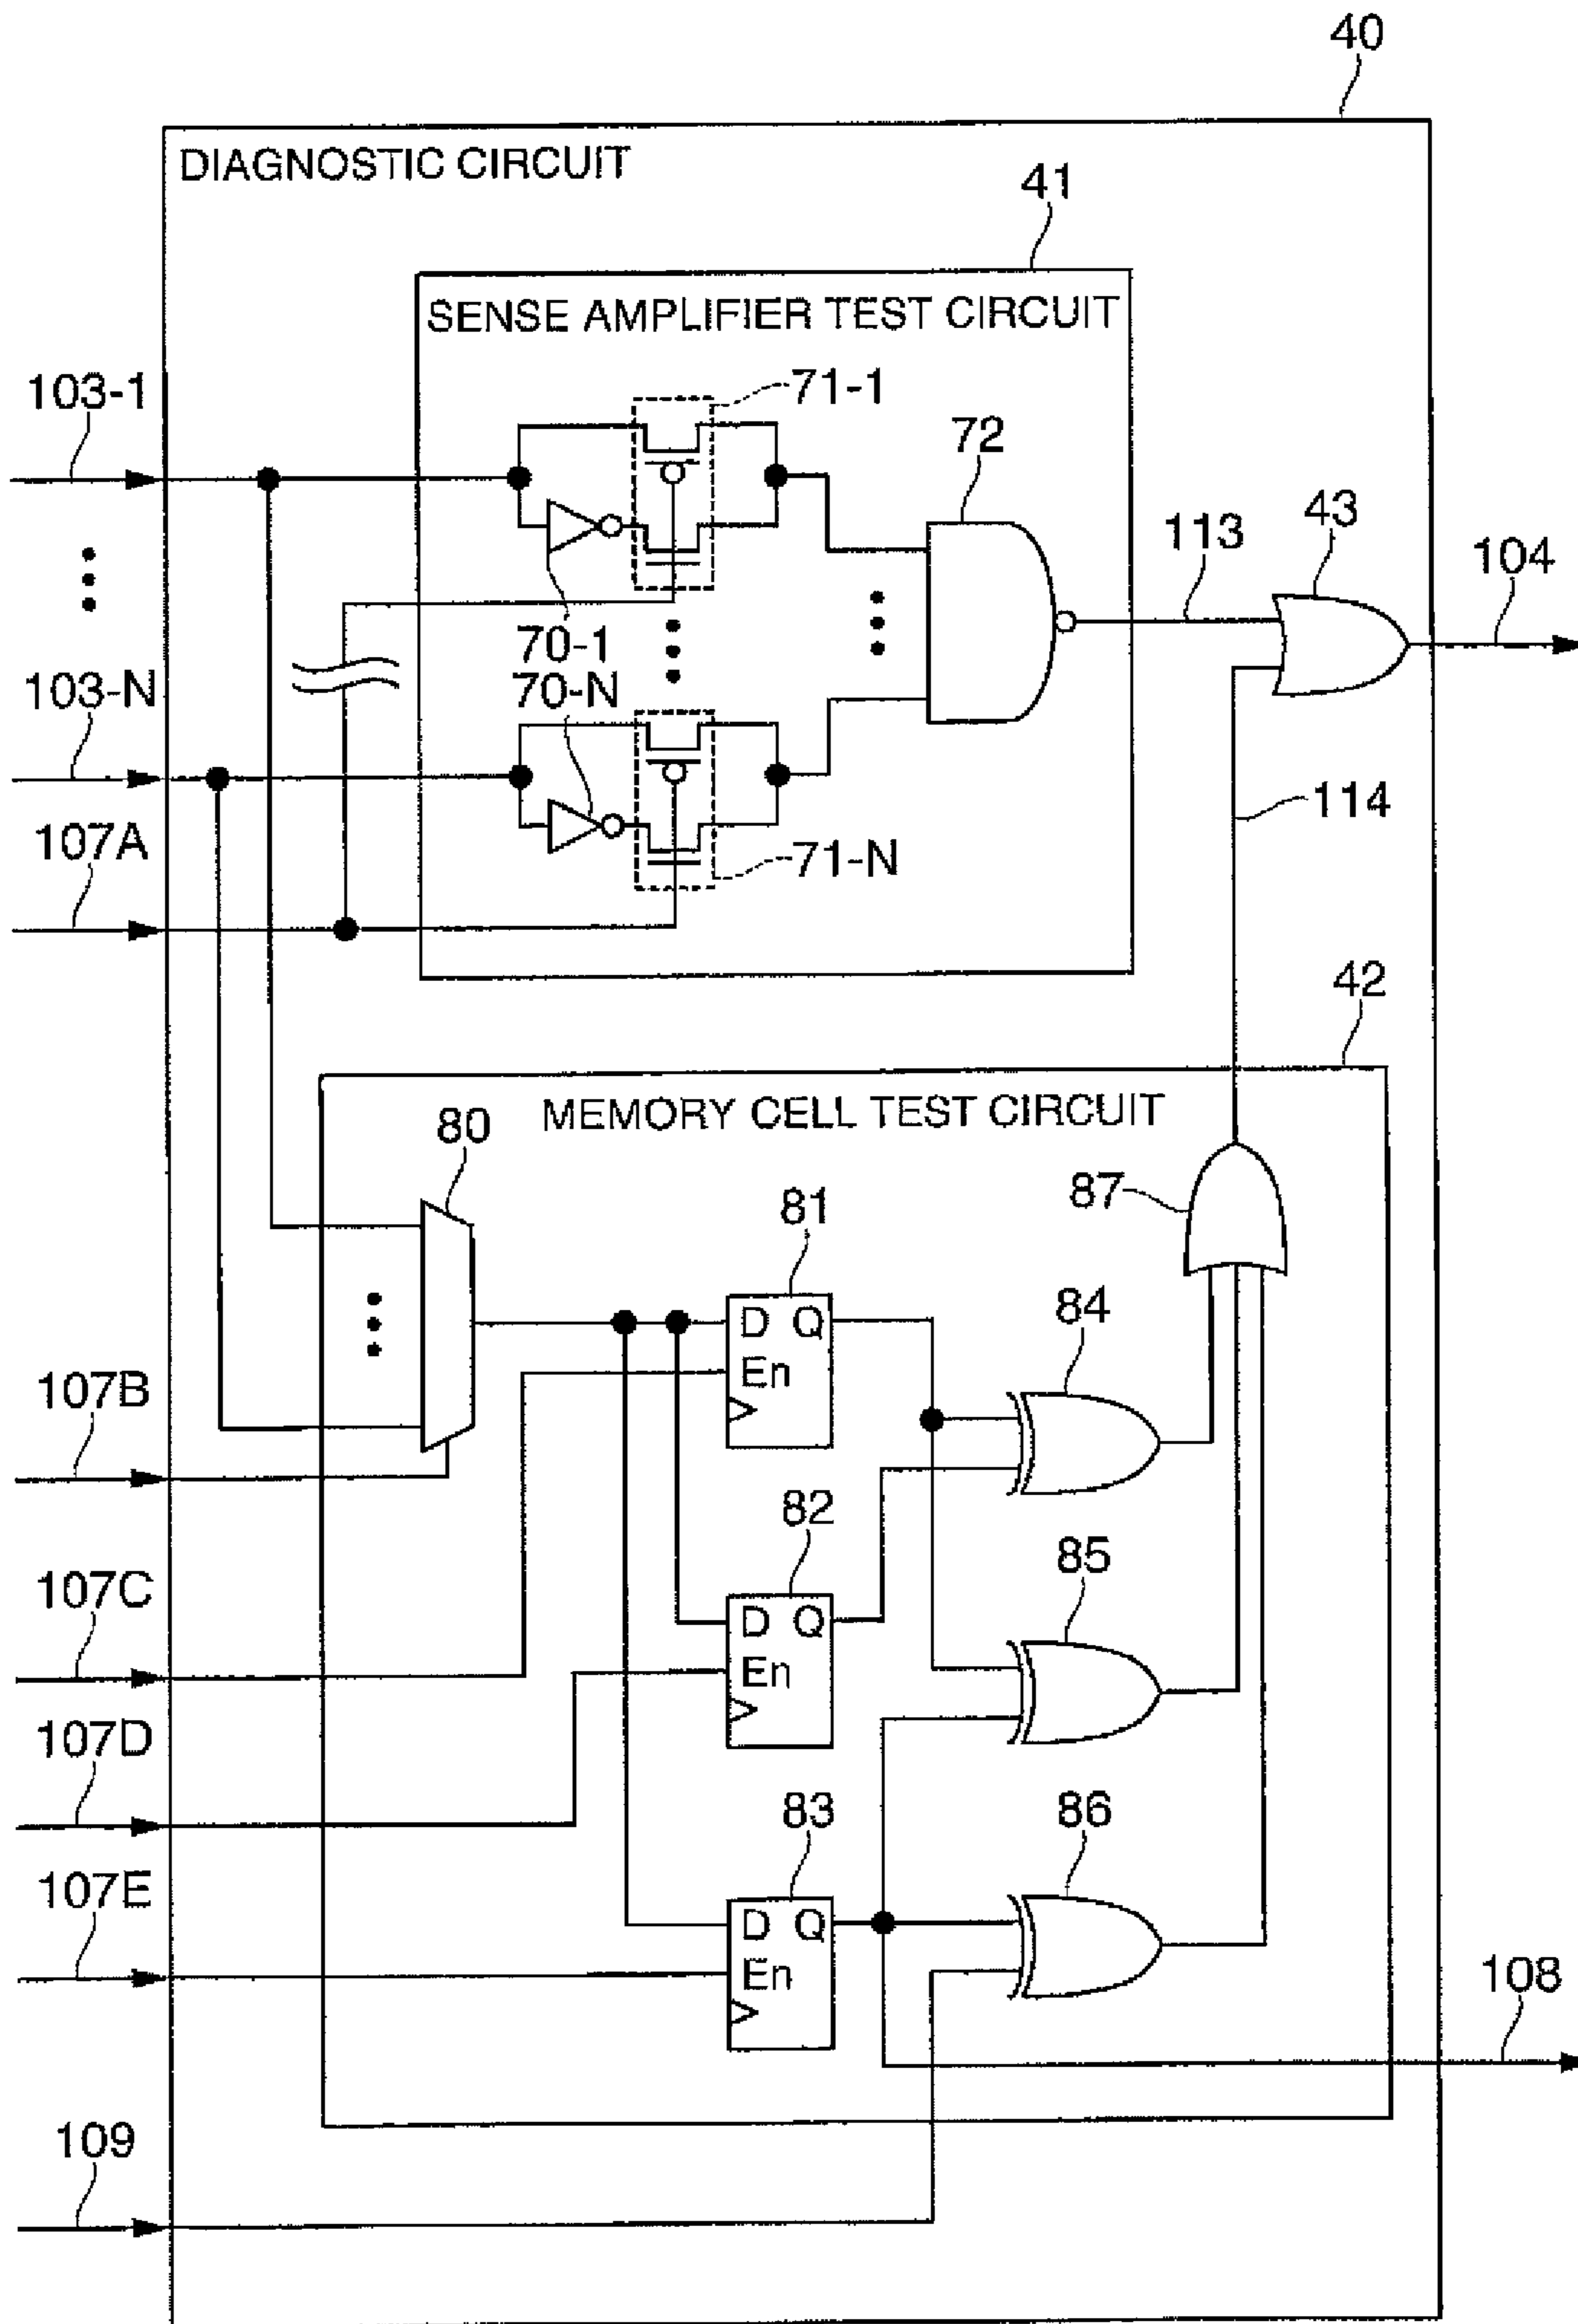 40
DIAGNOSTIC CIRCUIT
41
SENSE AMPLIFIER TEST CIRCUIT
103-1
71-1
72
43
113
104
70-1
103-N
70-N
107A
71-N
114
42
MEMORY CELL TEST CIRCUIT
80
87
81
D Q
En
84
107B
82
D Q
En
85
107C
107D
83
D Q
En
86
107E
108
109